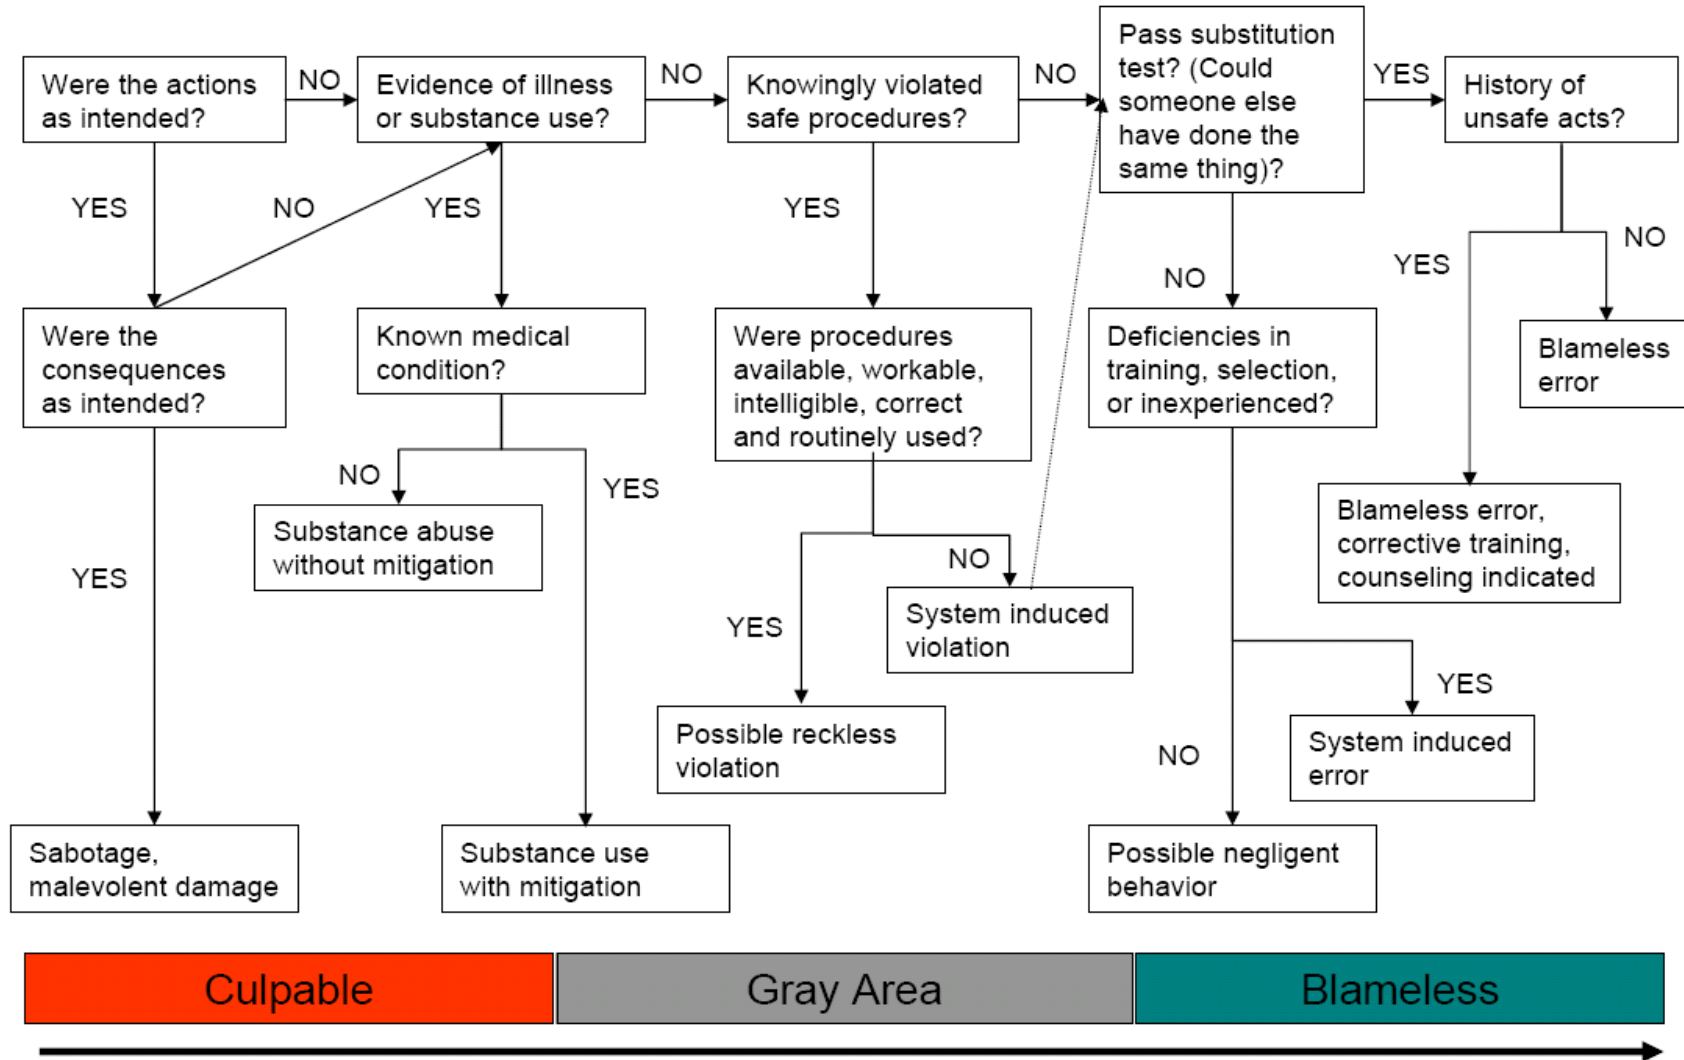 Were the actions
as intended?
NO
Evidence of illness
or substance use?
NO
Knowingly violated
safe procedures?
NO
Pass substitution
test? (Could
someone else
have done the
same thing)?
YES
History of
unsafe acts?
YES
NO
YES
YES
NO
YES
NO
Were the
consequences
as intended?
Known medical
condition?
Were procedures
available, workable,
intelligible, correct
and routinely used?
Deficiencies in
training, selection,
or inexperienced?
Blameless
error
NO
YES
Substance abuse
without mitigation
YES
NO
YES
System induced
violation
Blameless error,
corrective training,
counseling indicated
Possible reckless
violation
YES
System induced
error
NO
Sabotage,
malevolent damage
Substance use
with mitigation
Possible negligent
behavior
Culpable
Gray Area
Blameless